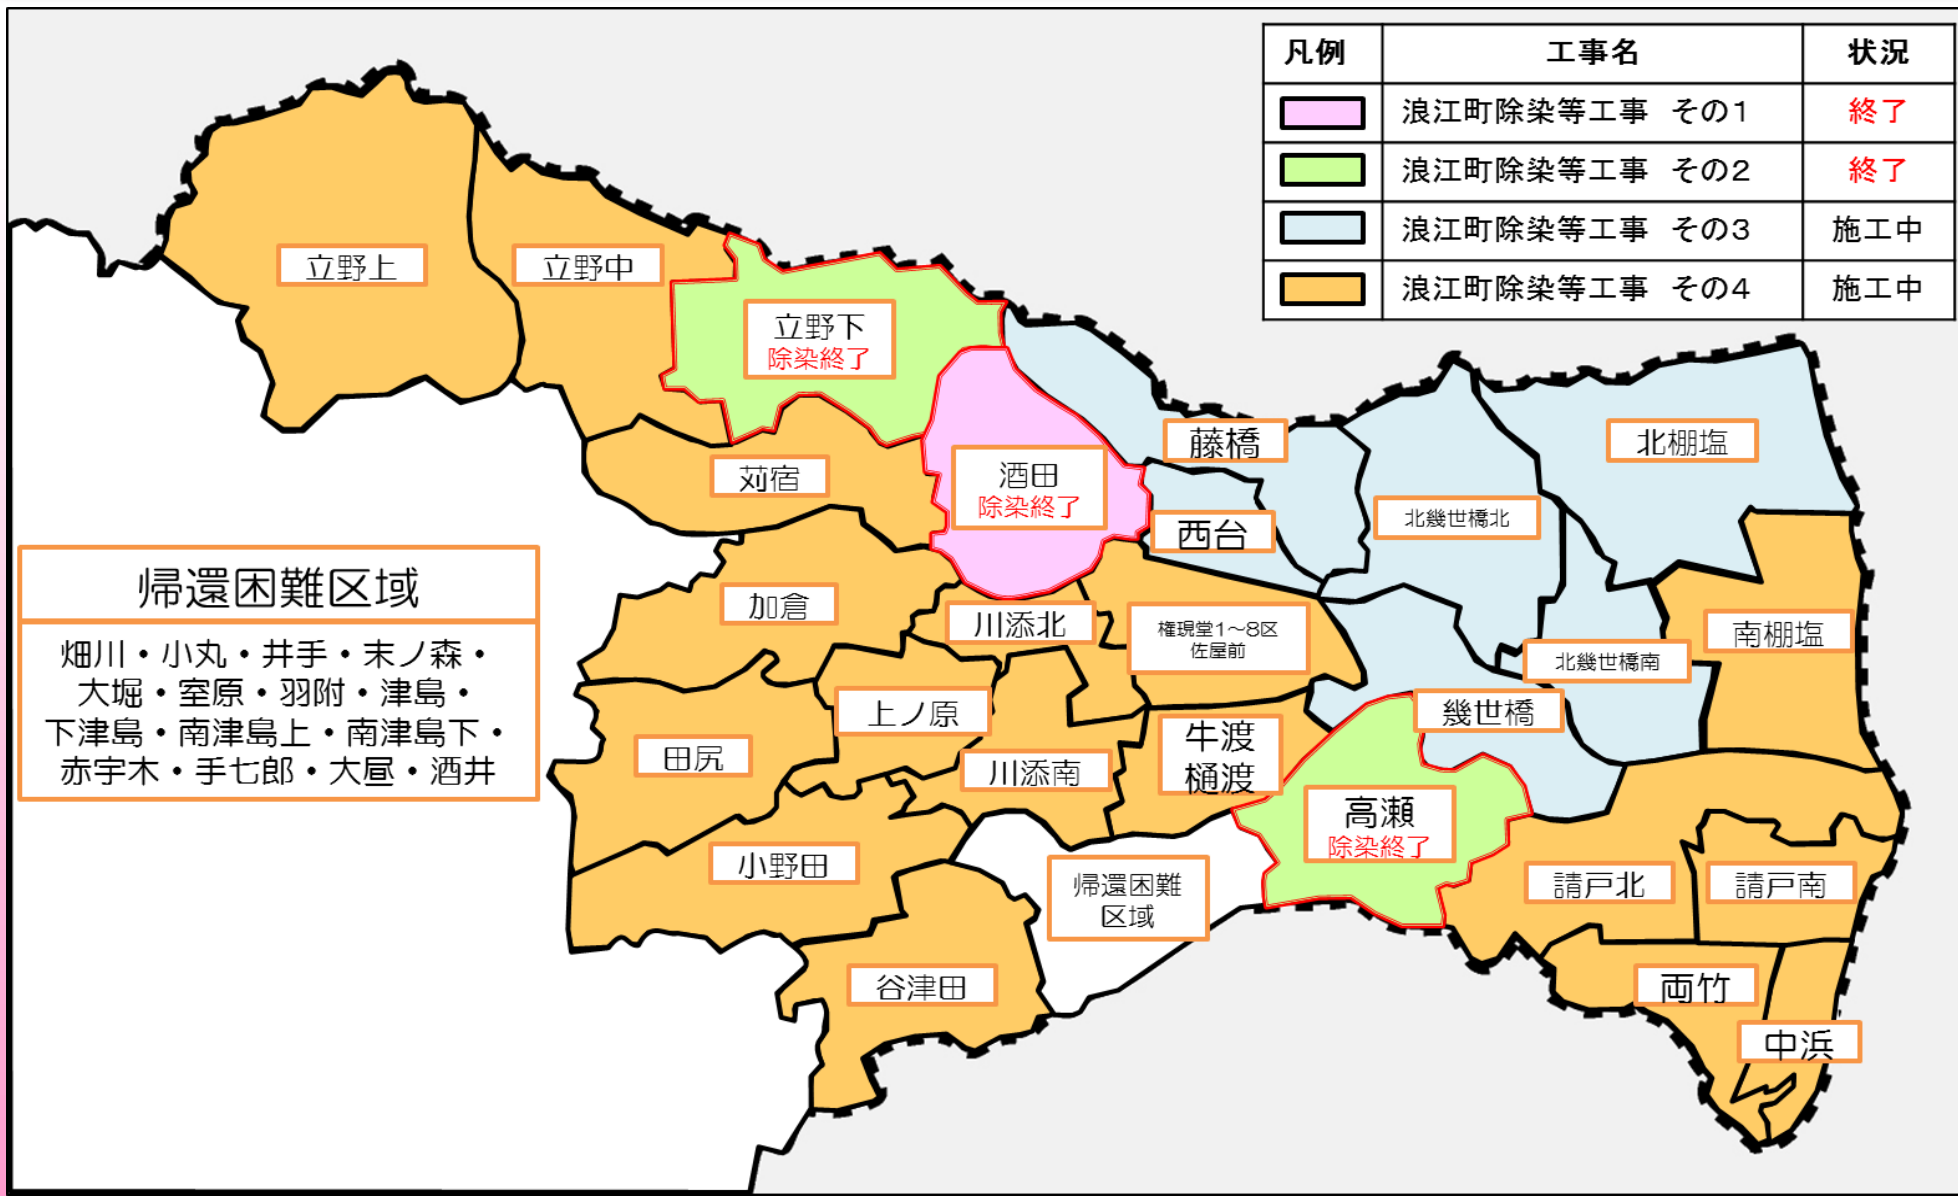 凡例 工事名 状況
浪江町除染等工事 その1 終了
浪江町除染等工事 その2 終了
浪江町除染等工事 その3 施工中
浪江町除染等工事 その4 施工中
立野上
立野中
立野下
除染終了
藤橋
北棚塩
苅宿
酒田
除染終了
西台
北幾世橋北
帰還困難区域
畑川・小丸・井手・末ノ森・
大堀・室原・羽附・津島・
下津島・南津島上・南津島下・
赤宇木・手七郎・大昼・酒井
加倉
川添北
権現堂1～8区
佐屋前
北幾世橋南
南棚塩
上ノ原
幾世橋
田尻
川添南
牛渡
樋渡
高瀬
除染終了
小野田
帰還困難
区域
請戸北
請戸南
谷津田
両竹
中浜